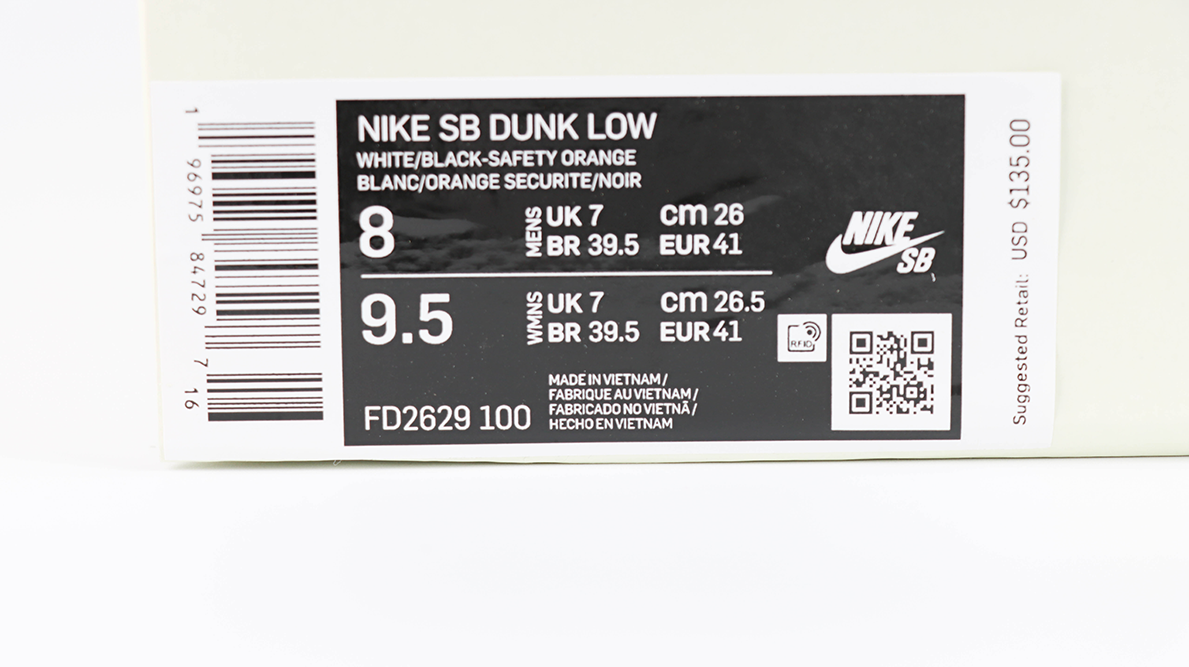 1 96975 84729 7 16
NIKE SB DUNK LOW
WHITE/BLACK-SAFETY ORANGE
BLANC/ORANGE SECURITE/NOIR
8
MENS
UK 7 cm 26
BR 39.5 EUR 41
9.5
WMNS
UK 7 cm 26.5
BR 39.5 EUR 41
FD2629 100
MADE IN VIETNAM /
FABRIQUE AU VIETNAM /
FABRICADO NO VIETNÃ /
HECHO EN VIETNAM
NIKE
SB
RFID
Suggested Retail: USD $135.00